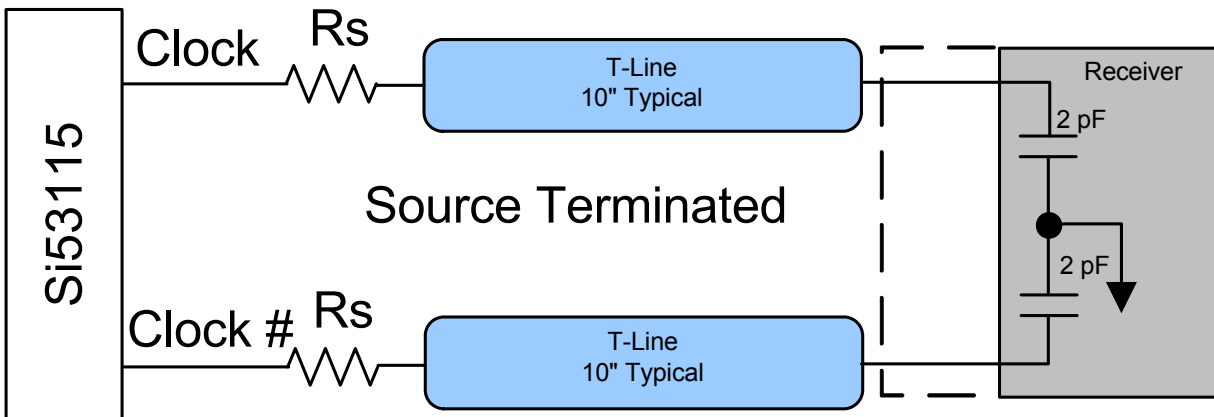 Si53115
Clock
Rs
T-Line
10" Typical
Receiver
2 pF
Source Terminated
2 pF
Clock #
Rs
T-Line
10" Typical